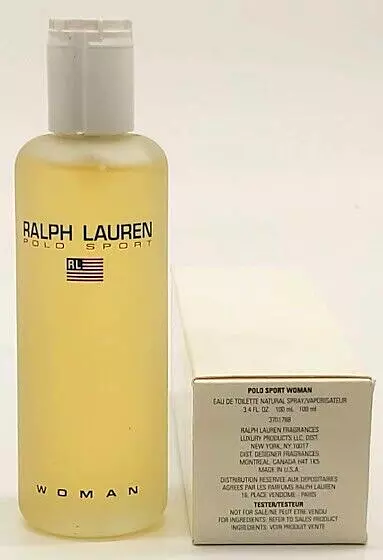 RALPH LAUREN
POLO SPORT
RL
WOMAN
POLO SPORT WOMAN
EAU DE TOILETTE NATURAL SPRAY/VAPORISATEUR
3.4 FL. OZ. 100 mL 100 ml
3701788
RALPH LAUREN FRAGRANCES
LUXURY PRODUCTS LLC, DIST.
NEW YORK, NY 10017
DIST. DESIGNER FRAGRANCES
MONTREAL, CANADA H4T 1K5
MADE IN U.S.A.
DISTRIBUTION RESERVEE AUX DEPOSITAIRES
AGREES PAR LES PARFUMS RALPH LAUREN
16, PLACE VENDOME - PARIS
TESTER/TESTEUR
NOT FOR SALE/NE PEUT ETRE VENDU
FOR INGREDIENTS: REFER TO SALES PRODUCT
INGREDIENTS: VOIR PRODUIT VENTE